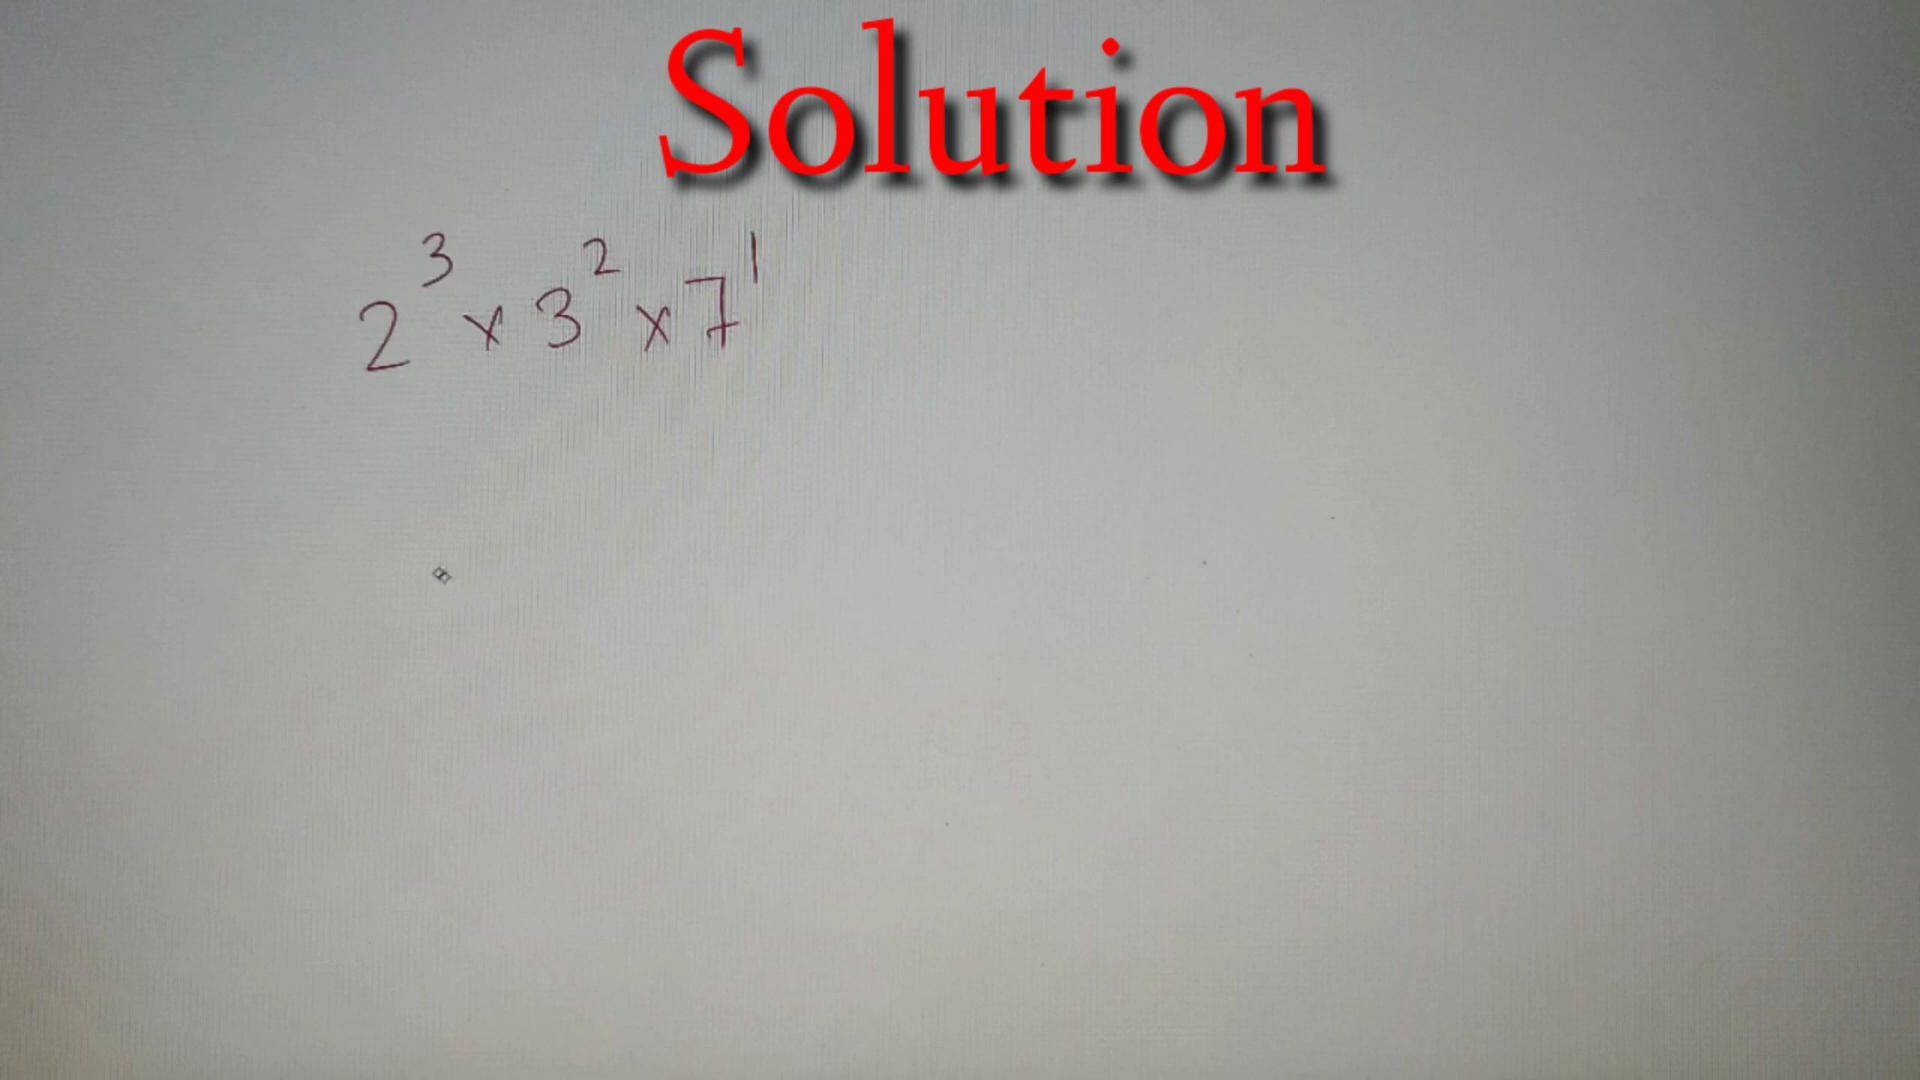 Solution
2³ × 3² × 7¹